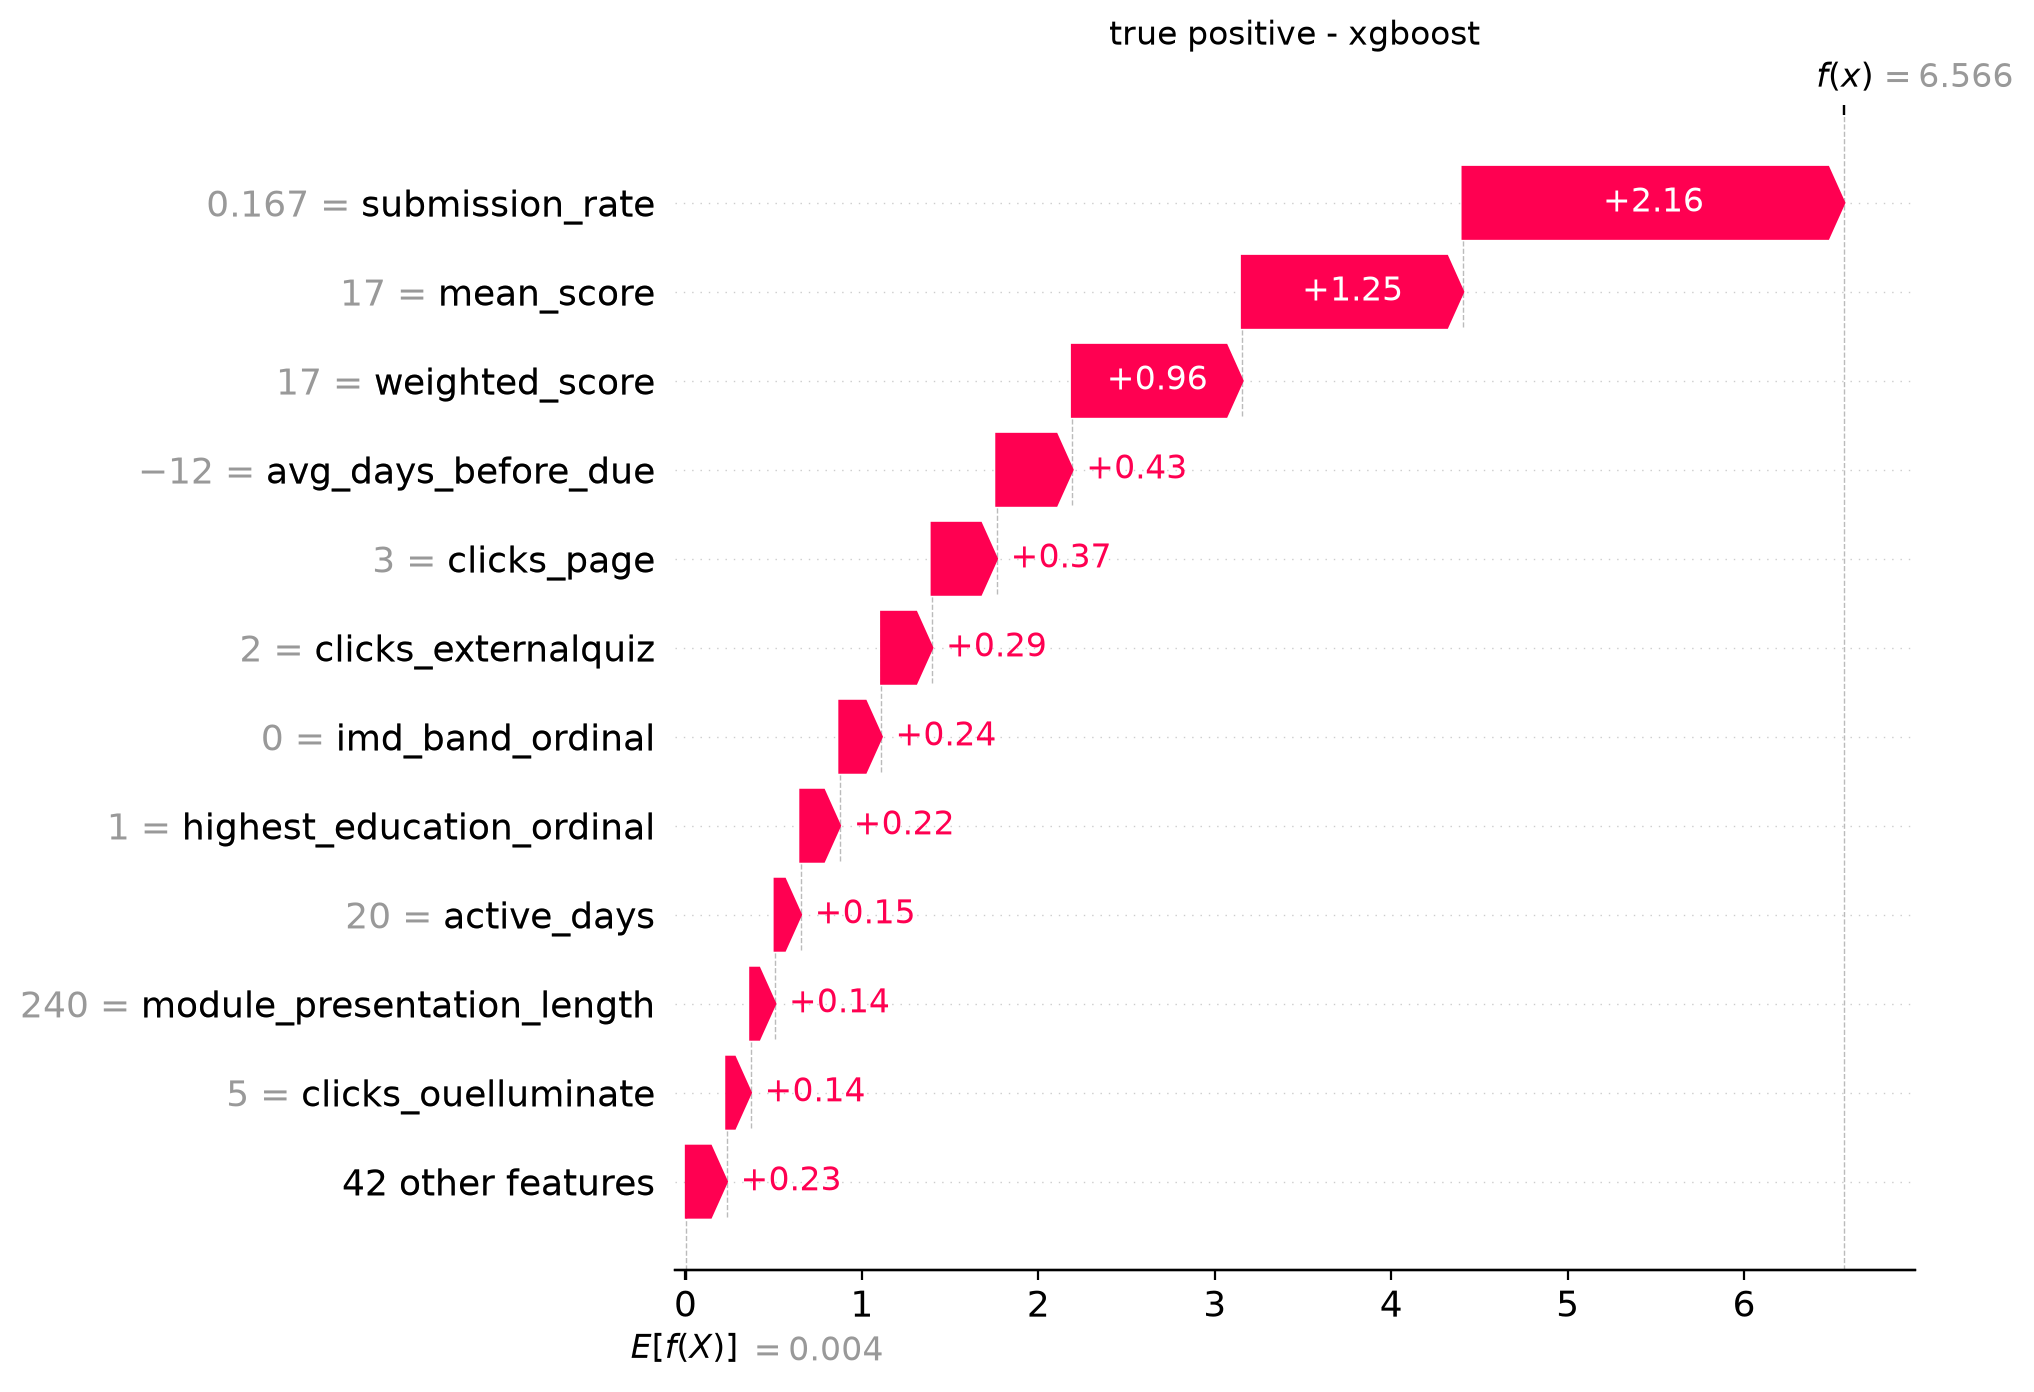 true positive - xgboost
f(x) = 6.566
0.167 = submission_rate
+2.16
17 = mean_score
+1.25
17 = weighted_score
+0.96
−12 = avg_days_before_due
+0.43
3 = clicks_page
+0.37
2 = clicks_externalquiz
+0.29
0 = imd_band_ordinal
+0.24
1 = highest_education_ordinal
+0.22
20 = active_days
+0.15
240 = module_presentation_length
+0.14
5 = clicks_ouelluminate
+0.14
42 other features
+0.23
0 1 2 3 4 5 6
E[f(X)] = 0.004